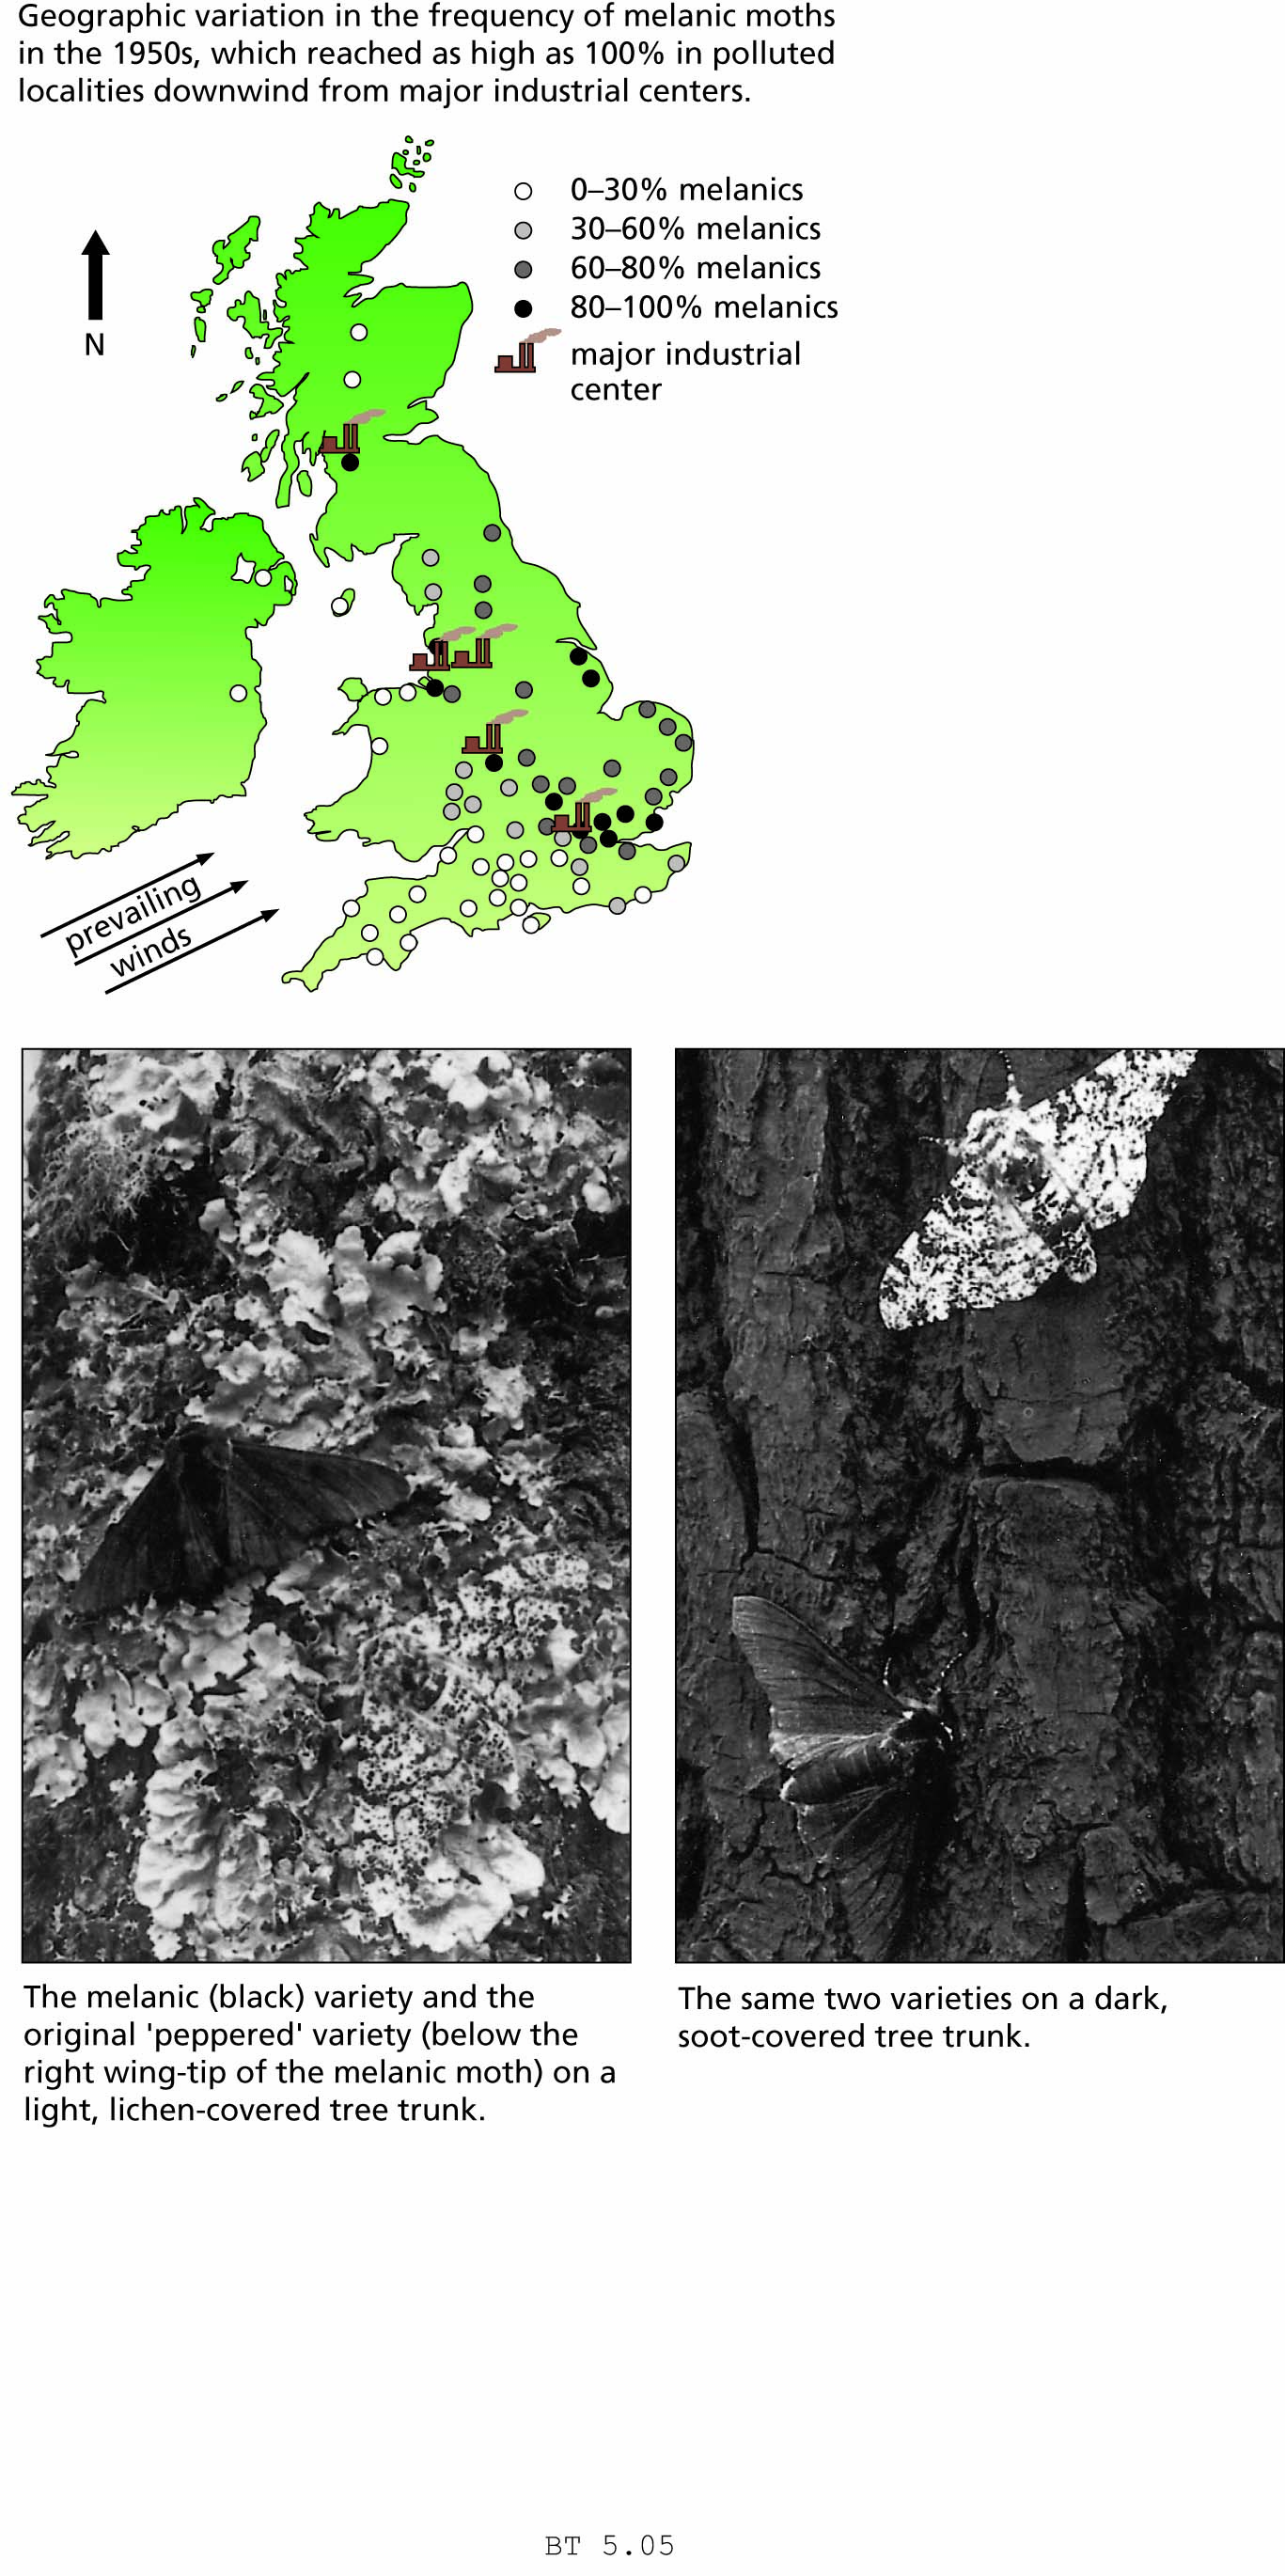 Geographic variation in the frequency of melanic moths
in the 1950s, which reached as high as 100% in polluted
localities downwind from major industrial centers.
0–30% melanics
30–60% melanics
60–80% melanics
80–100% melanics
major industrial
center
N
prevailing
winds
The melanic (black) variety and the
original 'peppered' variety (below the
right wing-tip of the melanic moth) on a
light, lichen-covered tree trunk.
The same two varieties on a dark,
soot-covered tree trunk.
BT 5.05